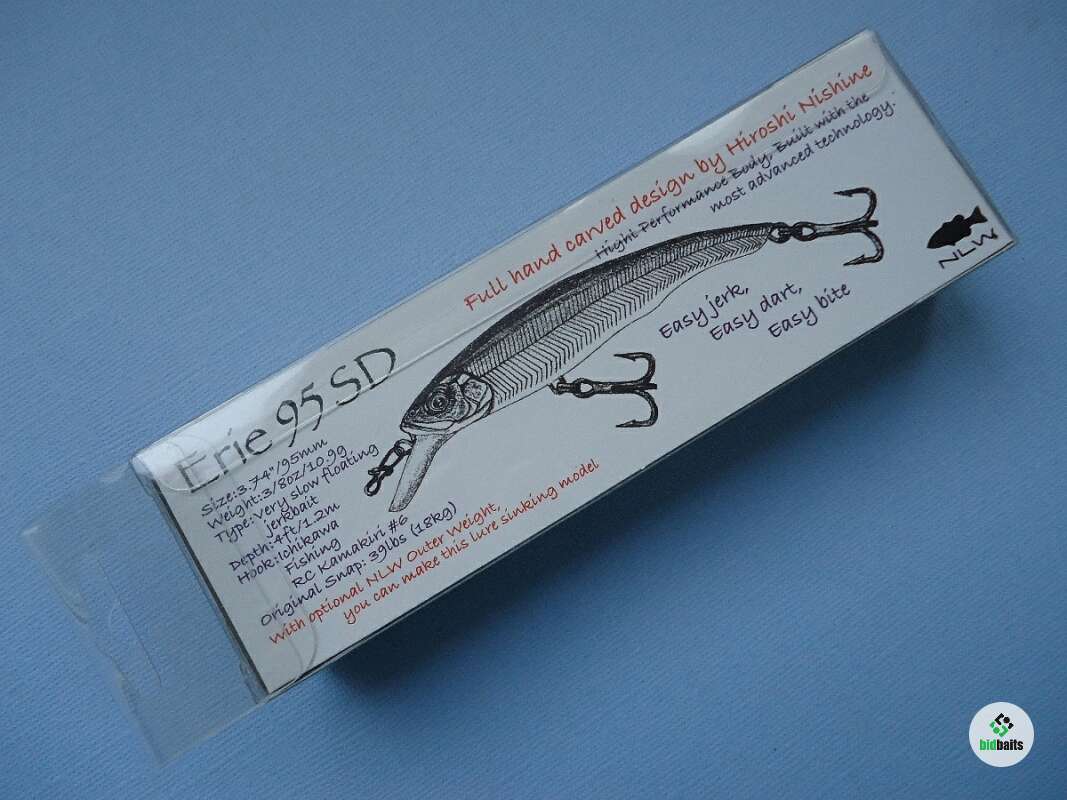 Full hand carved design by Hiroshi Nishine
Hight Performance Body, Built with the
most advanced technology.
NLW
Easy jerk,
Easy dart,
Easy bite
Erie 95 SD
Size:3.74"/95mm
Weight:3/8oz/10.9g
Type:Very slow floating
jerkbait
Depth:4ft/1.2m
Hook:Ichikawa
Fishing
RC Kamakiri #6
Original Snap: 39lbs (18kg)
With optional NLW Outer Weight,
you can make this lure sinking model
bidbaits